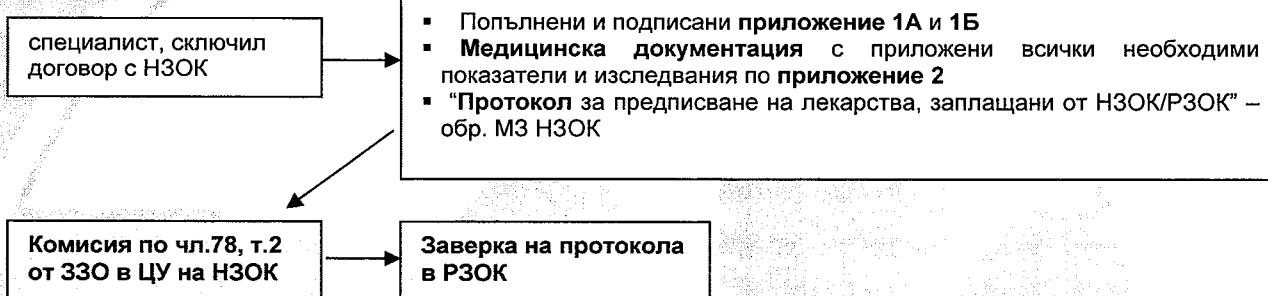 специалист, сключил
договор с НЗОК
▪ Попълнени и подписани приложение 1А и 1Б
▪ Медицинска документация с приложени всички необходими
показатели и изследвания по приложение 2
▪ “Протокол за предписване на лекарства, заплащани от НЗОК/РЗОК” –
обр. МЗ НЗОК
Комисия по чл.78, т.2
от ЗЗО в ЦУ на НЗОК
Заверка на протокола
в РЗОК